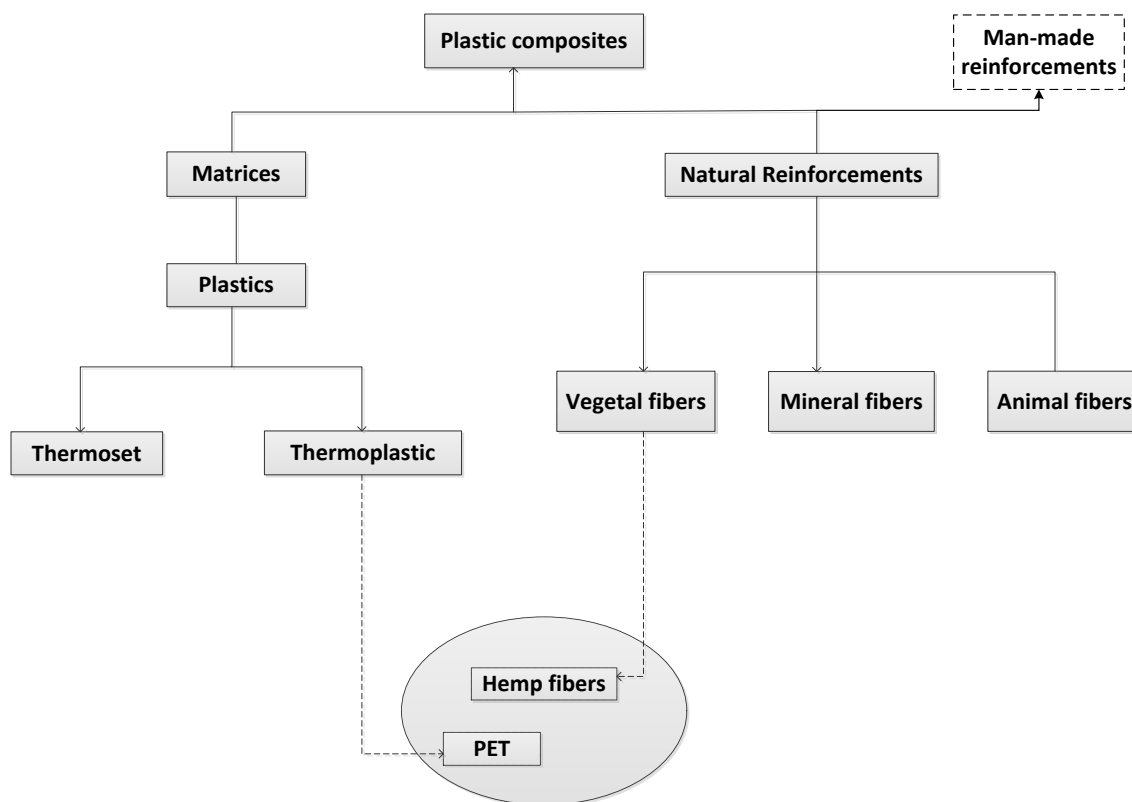 Plastic composites
Man-made
reinforcements
Matrices
Natural Reinforcements
Plastics
Vegetal fibers
Mineral fibers
Animal fibers
Thermoset
Thermoplastic
Hemp fibers
PET